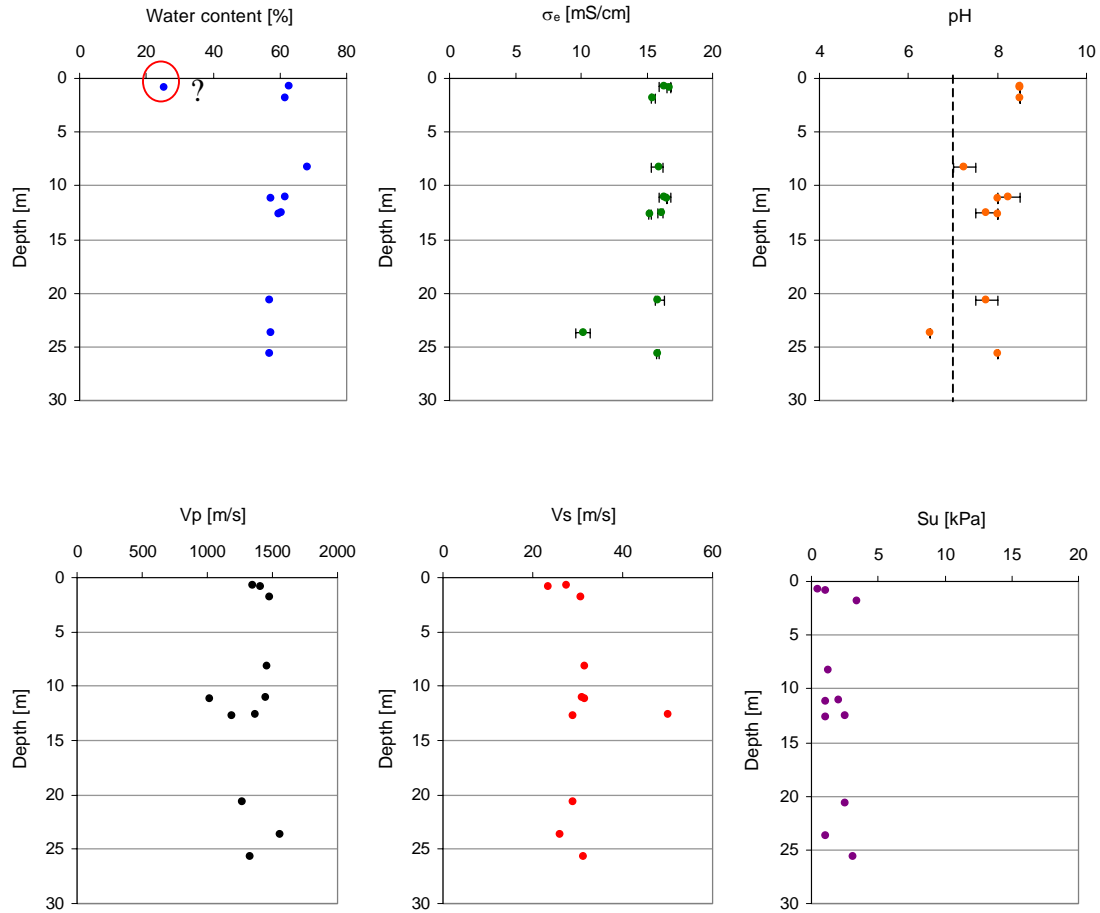 Water content [%]
0 20 40 60 80
0
5
10
15
20
25
30
Depth [m]
?
σe [mS/cm]
0 5 10 15 20
0
5
10
15
20
25
30
Depth [m]
pH
4 6 8 10
0
5
10
15
20
25
30
Depth [m]
Vp [m/s]
0 500 1000 1500 2000
0
5
10
15
20
25
30
Depth [m]
Vs [m/s]
0 20 40 60
0
5
10
15
20
25
30
Depth [m]
Su [kPa]
0 5 10 15 20
0
5
10
15
20
25
30
Depth [m]